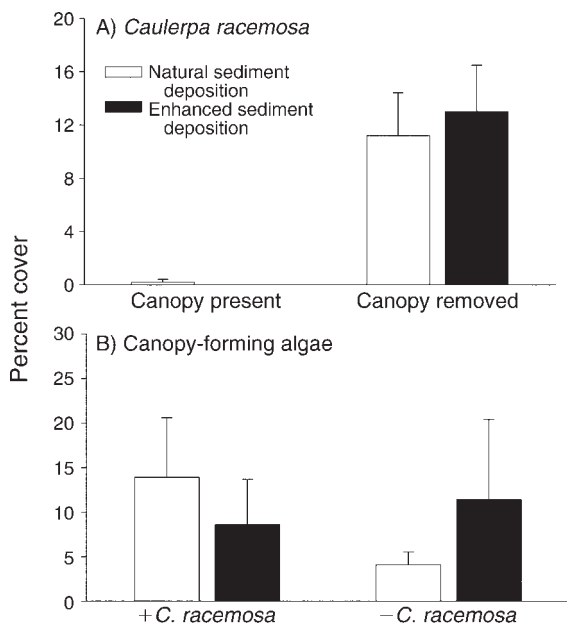 A) Caulerpa racemosa
Natural sediment
deposition
Enhanced sediment
deposition
20
16
12
8
4
0
Canopy present
Canopy removed
Percent cover
B) Canopy-forming algae
30
25
20
15
10
5
0
+C. racemosa
−C. racemosa